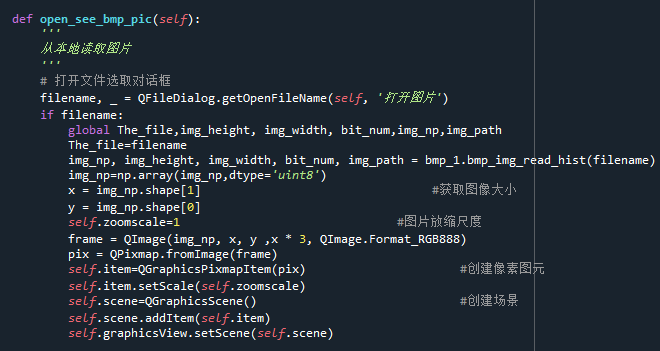 def open_see_bmp_pic(self):
'''
从本地读取图片
'''
# 打开文件选取对话框
filename, _ = QFileDialog.getOpenFileName(self, '打开图片')
if filename:
global The_file,img_height, img_width, bit_num,img_np,img_path
The_file=filename
img_np, img_height, img_width, bit_num, img_path = bmp_1.bmp_img_read_hist(filename)
img_np=np.array(img_np,dtype='uint8')
x = img_np.shape[1] #获取图像大小
y = img_np.shape[0]
self.zoomscale=1 #图片放缩尺度
frame = QImage(img_np, x, y ,x * 3, QImage.Format_RGB888)
pix = QPixmap.fromImage(frame)
self.item=QGraphicsPixmapItem(pix) #创建像素图元
self.item.setScale(self.zoomscale)
self.scene=QGraphicsScene() #创建场景
self.scene.addItem(self.item)
self.graphicsView.setScene(self.scene)